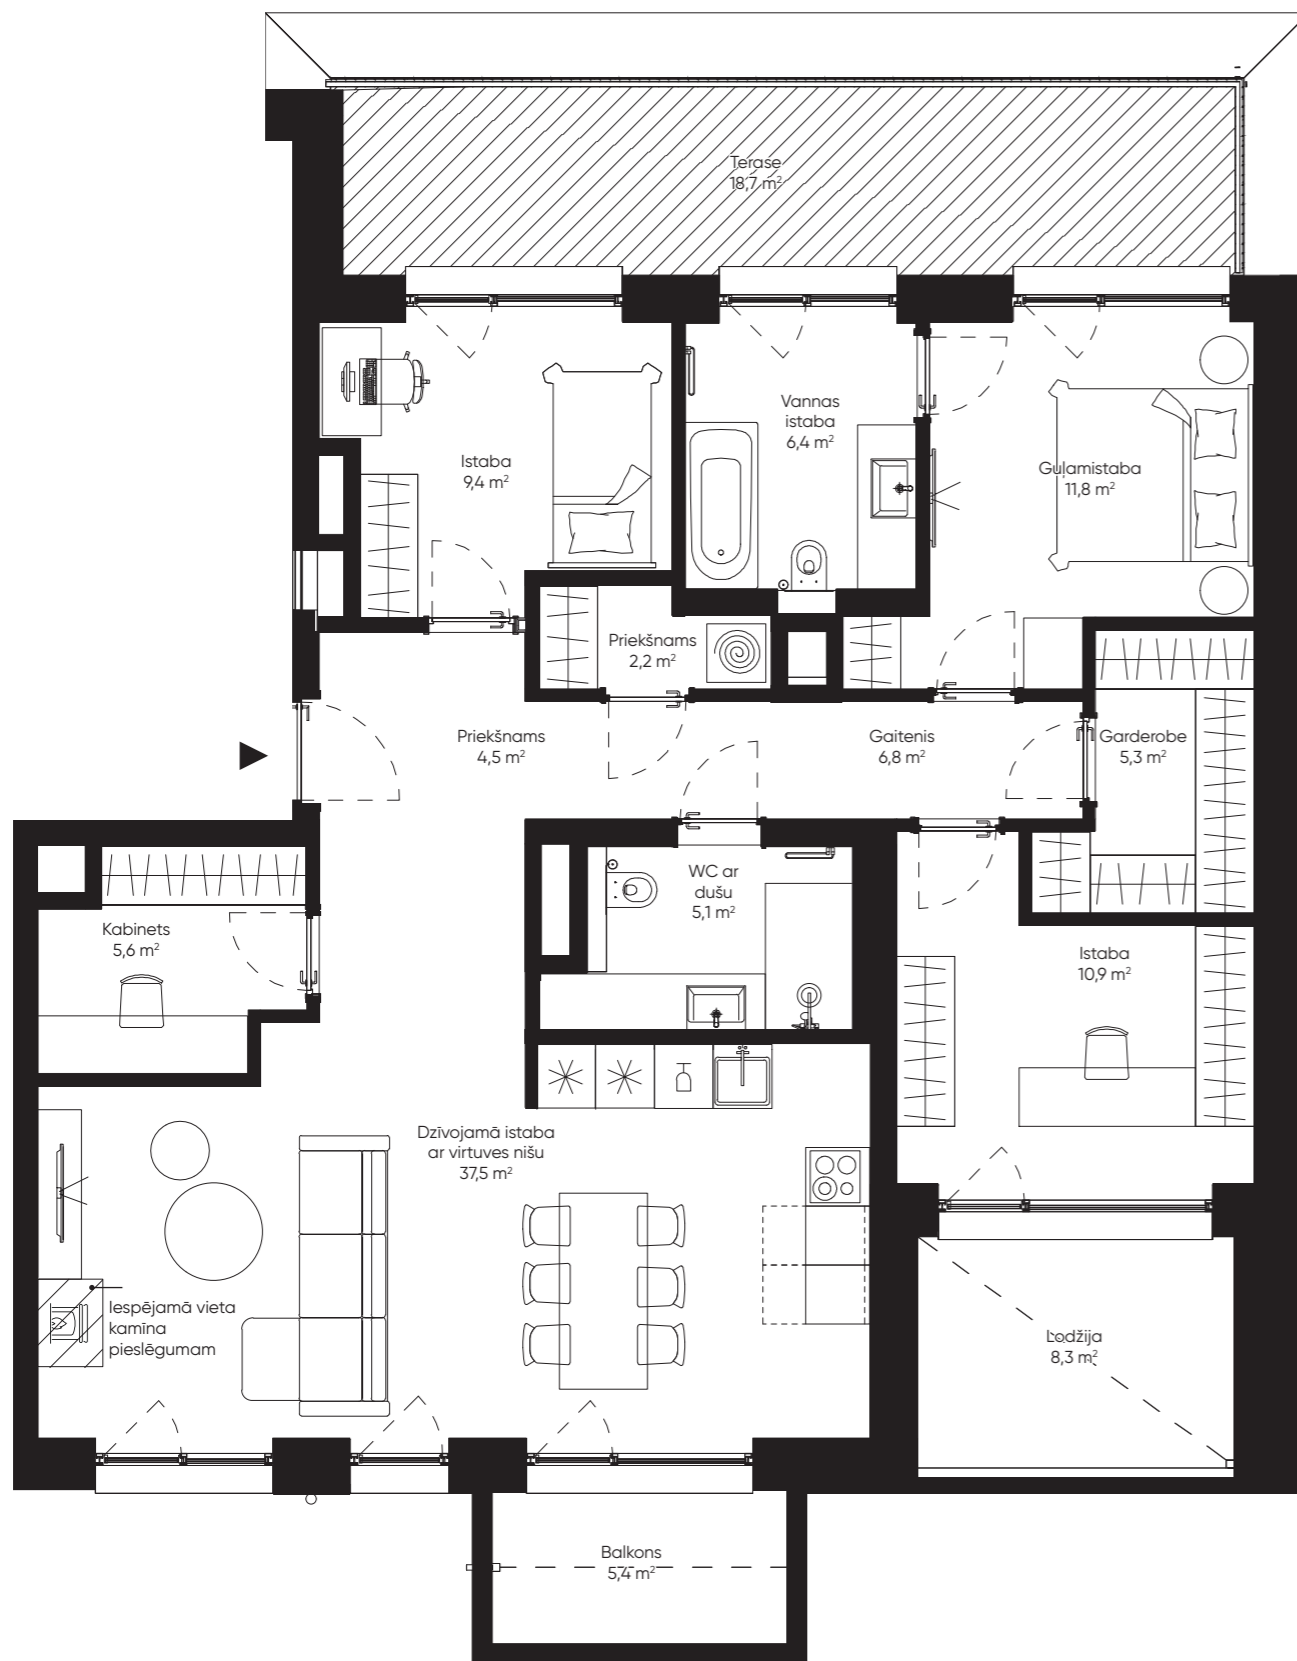 Terase
18,7 m²
Vannas
istaba
6,4 m²
Istaba
9,4 m²
Guļamistaba
11,8 m²
Priekšnams
2,2 m²
Priekšnams
4,5 m²
Gaitenis
6,8 m²
Garderobe
5,3 m²
WC ar
dušu
5,1 m²
Kabinets
5,6 m²
Istaba
10,9 m²
Dzīvojamā istaba
ar virtuves nišu
37,5 m²
Iespējamā vieta
kamīna
pieslēgumam
Lodžija
8,3 m²
Balkons
5,4 m²